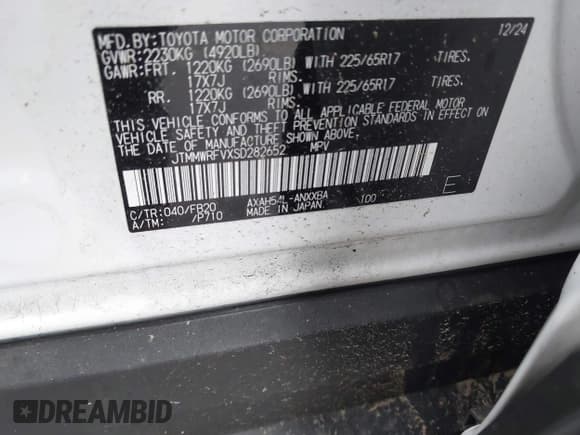 MFD.BY:TOYOTA MOTOR CORPORATION 12/24
GVWR:2230KG (4920LB)
GAWR:FRT. 1220KG (2690LB) WITH 225/65R17 TIRES.
17X7J RIMS.
RR. 1220KG (2690LB) WITH 225/65R17 TIRES.
17X7J RIMS.
THIS VEHICLE CONFORMS TO ALL APPLICABLE FEDERAL MOTOR
VEHICLE SAFETY AND THEFT PREVENTION STANDARDS IN EFFECT ON
THE DATE OF MANUFACTURE SHOWN ABOVE.
JTMMWRFVXSD282652 MPV
E
C/TR:040/FB20 AXAH54L-ANXXBA TOO
A/TM: /P710 MADE IN JAPAN
DREAMBID